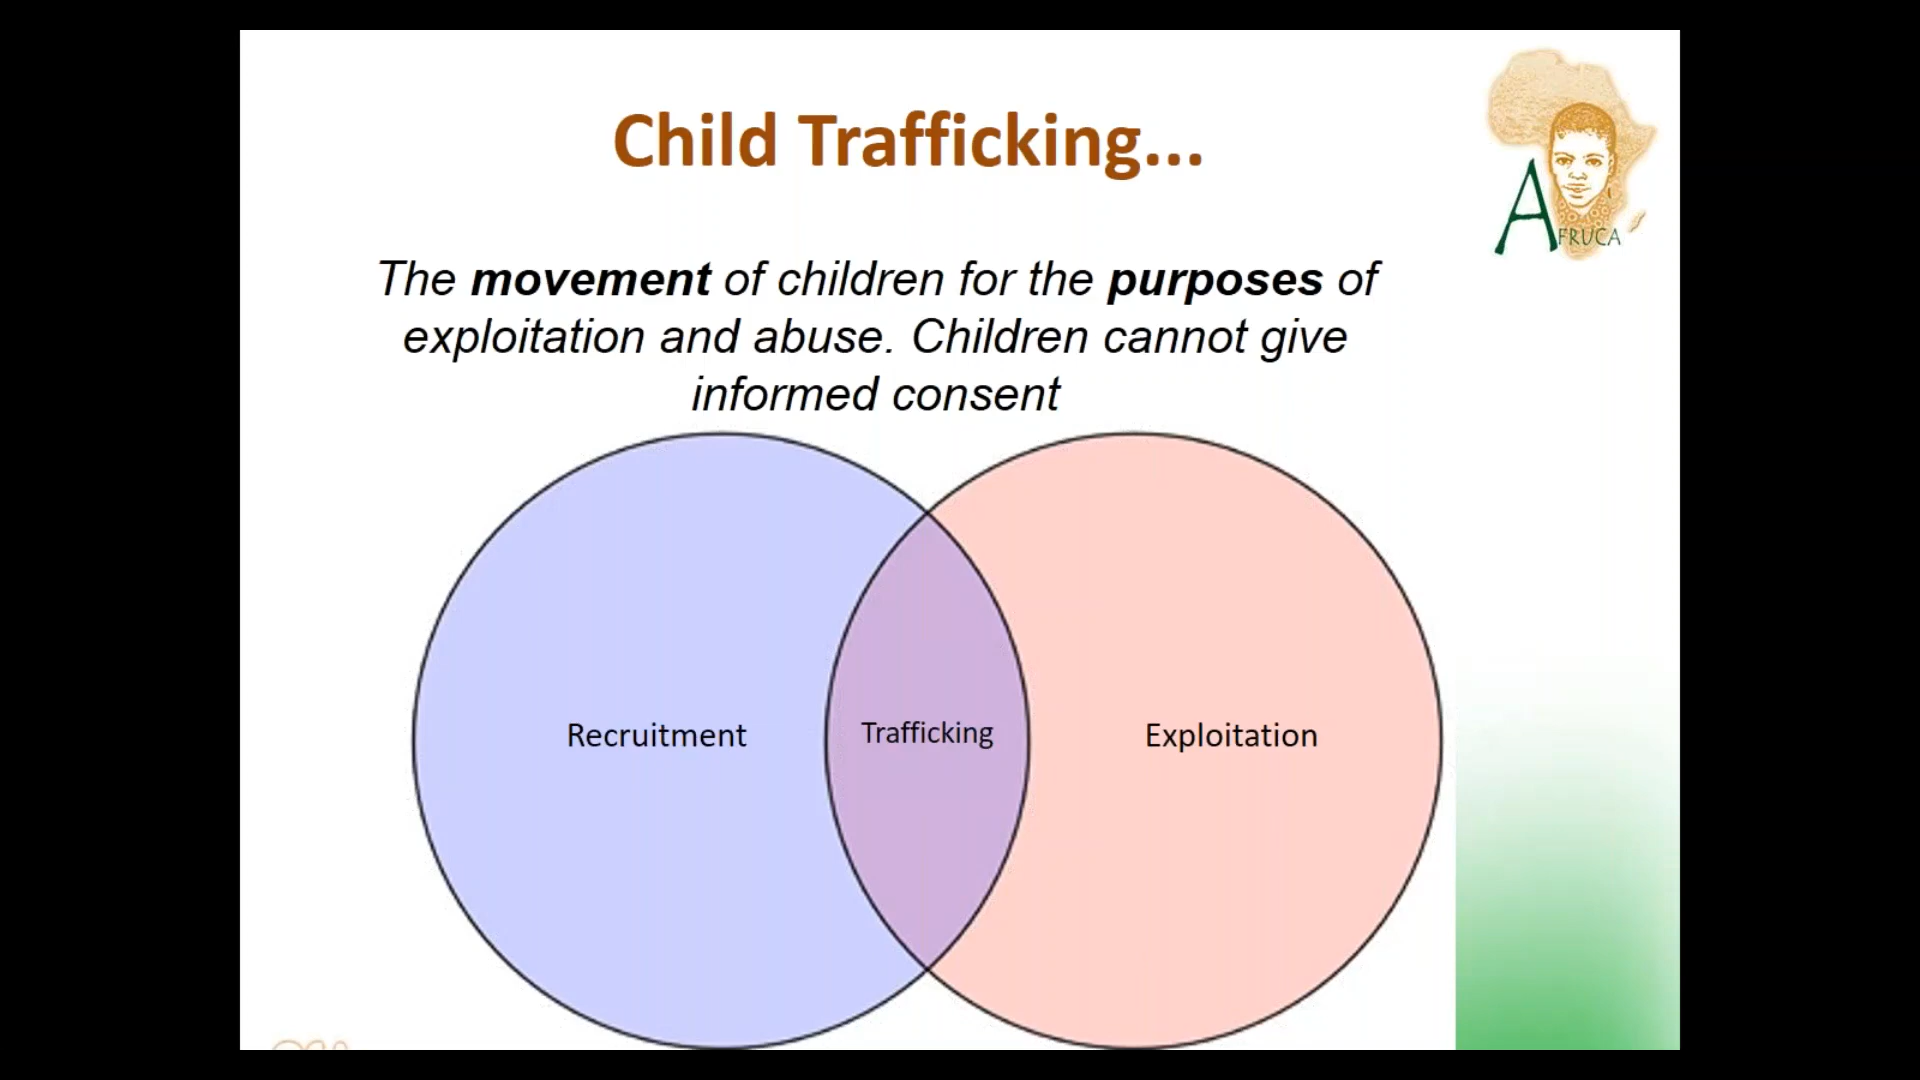 Child Trafficking...
AFRUCA
The movement of children for the purposes of
exploitation and abuse. Children cannot give
informed consent
Recruitment
Trafficking
Exploitation